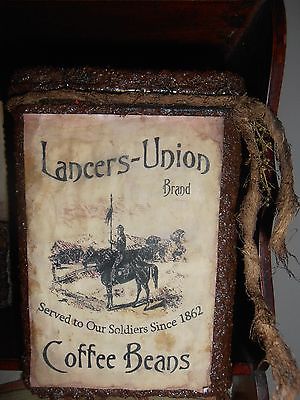 Lancers-Union
Brand
Served to Our Soldiers Since 1862
Coffee Beans